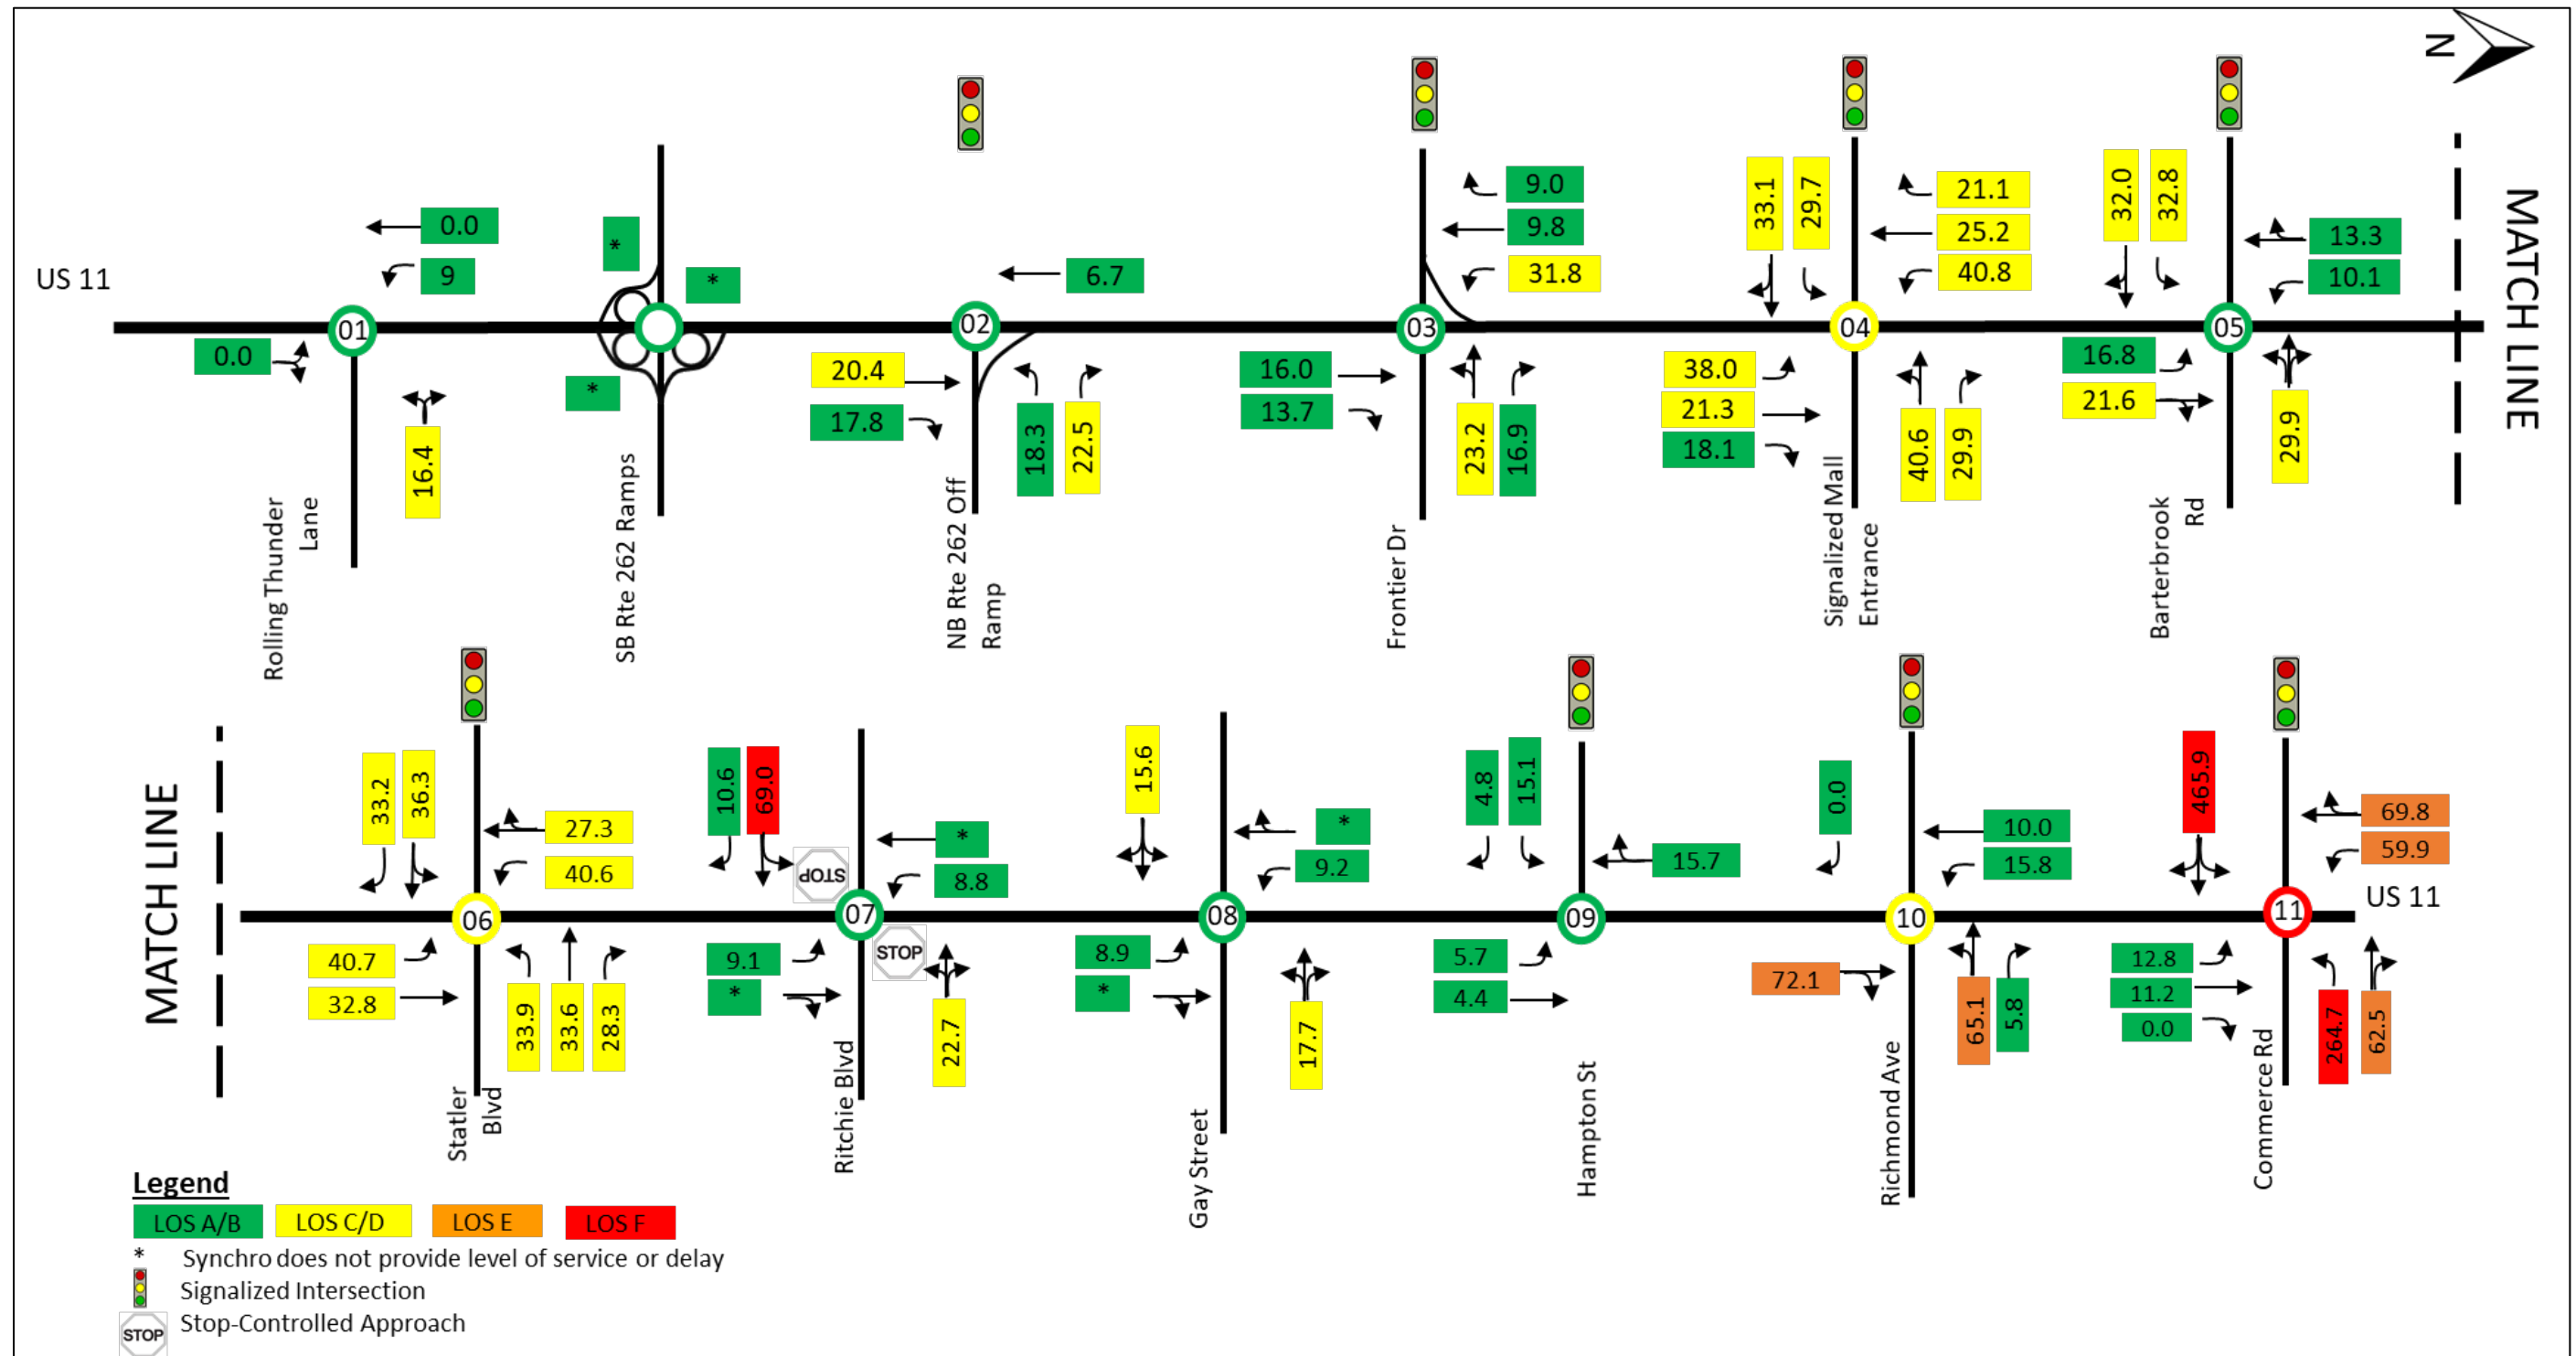 N
0.0
9
US 11
01
0.0
16.4
Rolling Thunder
Lane
*
*
*
SB Rte 262 Ramps
6.7
02
20.4
17.8
18.3
22.5
NB Rte 262 Off
Ramp
9.0
9.8
31.8
03
16.0
13.7
23.2
16.9
Frontier Dr
33.1
29.7
21.1
25.2
40.8
04
38.0
21.3
18.1
40.6
29.9
Signalized Mall
Entrance
32.0
32.8
13.3
10.1
05
16.8
21.6
29.9
Barterbrook
Rd
MATCH LINE
MATCH LINE
33.2
36.3
27.3
40.6
06
40.7
32.8
33.9
33.6
28.3
Statler
Blvd
10.6
69.0
STOP
*
8.8
07
STOP
9.1
*
22.7
Ritchie Blvd
15.6
*
9.2
08
8.9
*
17.7
Gay Street
4.8
15.1
15.7
09
5.7
4.4
Hampton St
0.0
10.0
15.8
10
72.1
65.1
5.8
Richmond Ave
465.9
69.8
59.9
US 11
11
12.8
11.2
0.0
264.7
62.5
Commerce Rd
Legend
LOS A/B
LOS C/D
LOS E
LOS F
* Synchro does not provide level of service or delay
Signalized Intersection
STOP Stop-Controlled Approach